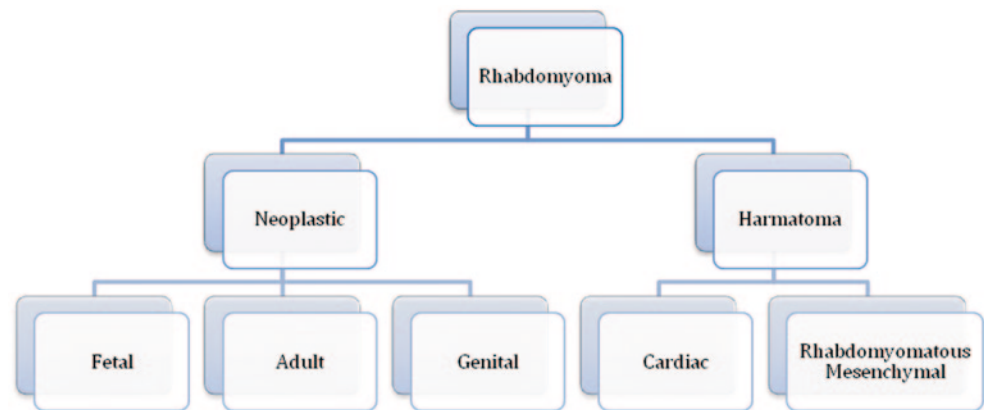 Rhabdomyoma
Neoplastic
Harmatoma
Fetal
Adult
Genital
Cardiac
Rhabdomyomatous
Mesenchymal